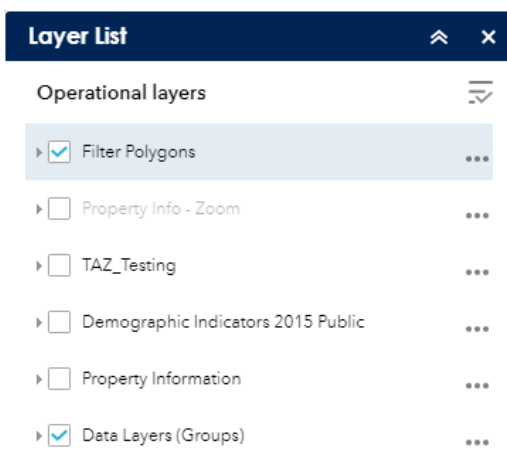 Layer List
Operational layers
Filter Polygons
Property Info - Zoom
TAZ_Testing
Demographic Indicators 2015 Public
Property Information
Data Layers (Groups)